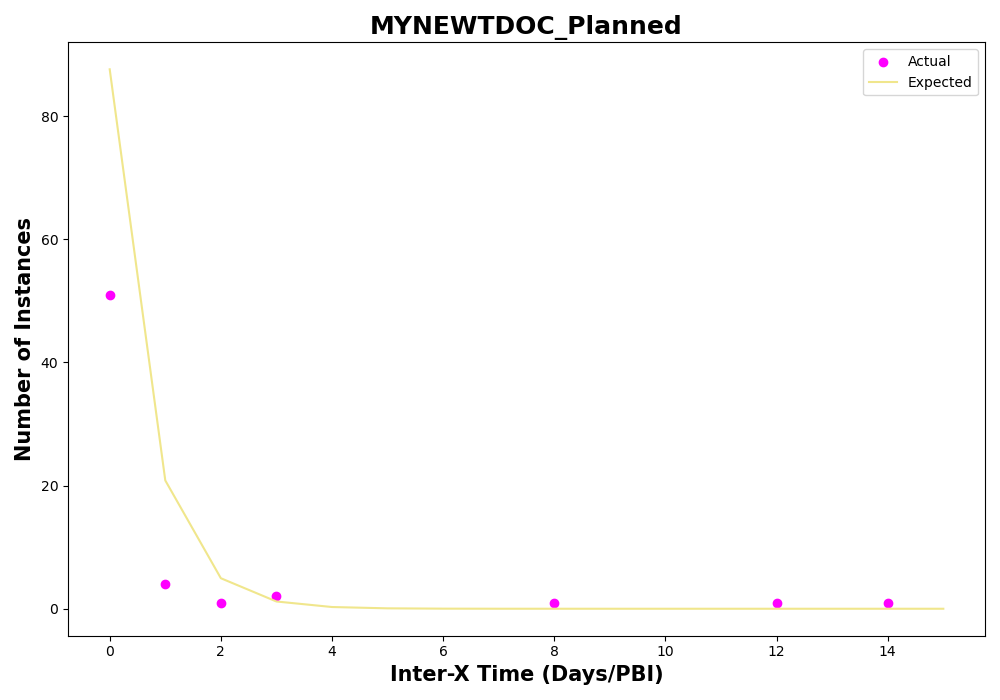 MYNEWTDOC_Planned
Actual
Expected
Number of Instances
80
60
40
20
0
0 2 4 6 8 10 12 14
Inter-X Time (Days/PBI)